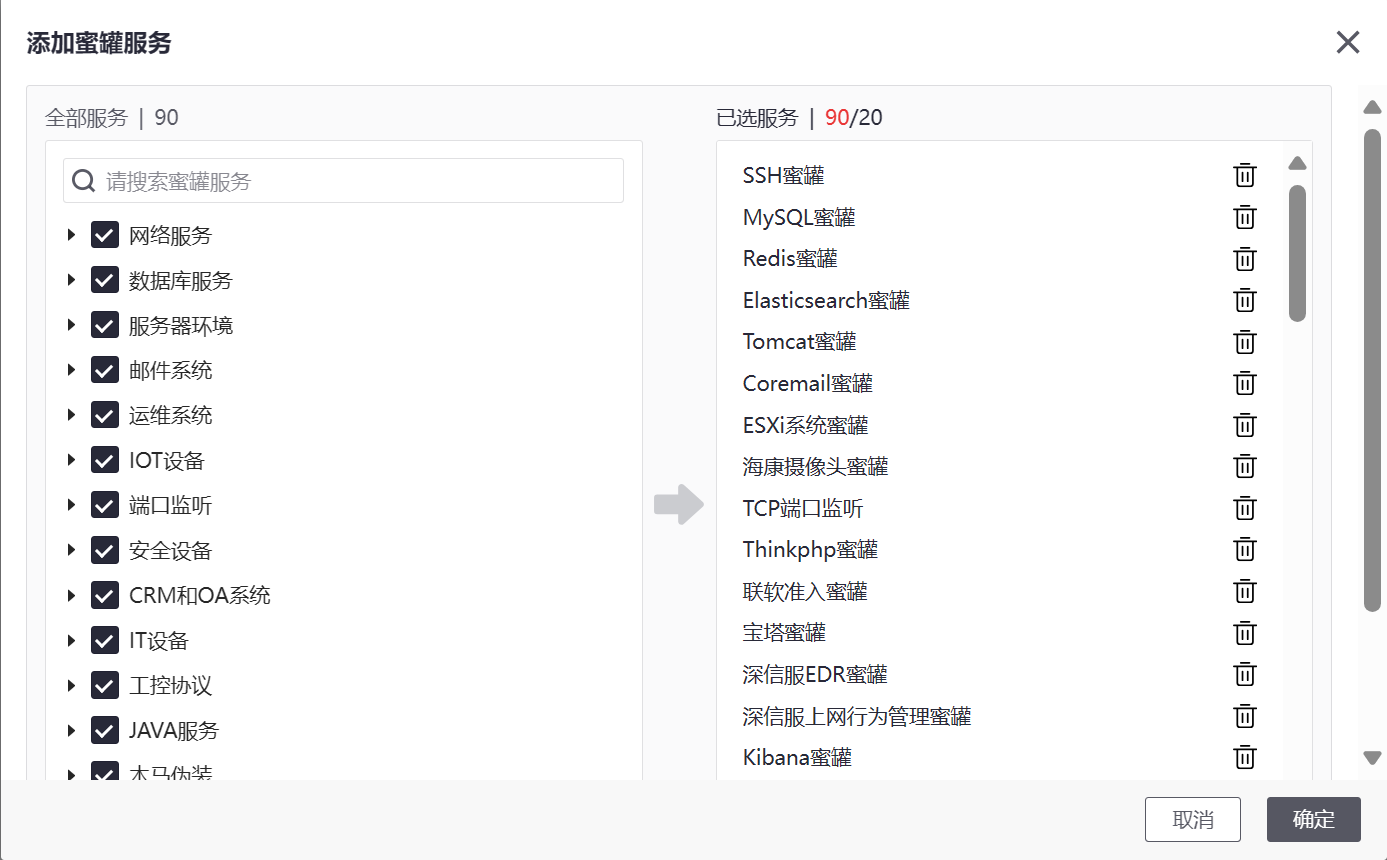 添加蜜罐服务
全部服务 | 90
请搜索蜜罐服务
网络服务
数据库服务
服务器环境
邮件系统
运维系统
IOT设备
端口监听
安全设备
CRM和OA系统
IT设备
工控协议
JAVA服务
木马伪装
已选服务 | 90/20
SSH蜜罐
MySQL蜜罐
Redis蜜罐
Elasticsearch蜜罐
Tomcat蜜罐
Coremail蜜罐
ESXi系统蜜罐
海康摄像头蜜罐
TCP端口监听
Thinkphp蜜罐
联软准入蜜罐
宝塔蜜罐
深信服EDR蜜罐
深信服上网行为管理蜜罐
Kibana蜜罐
取消
确定